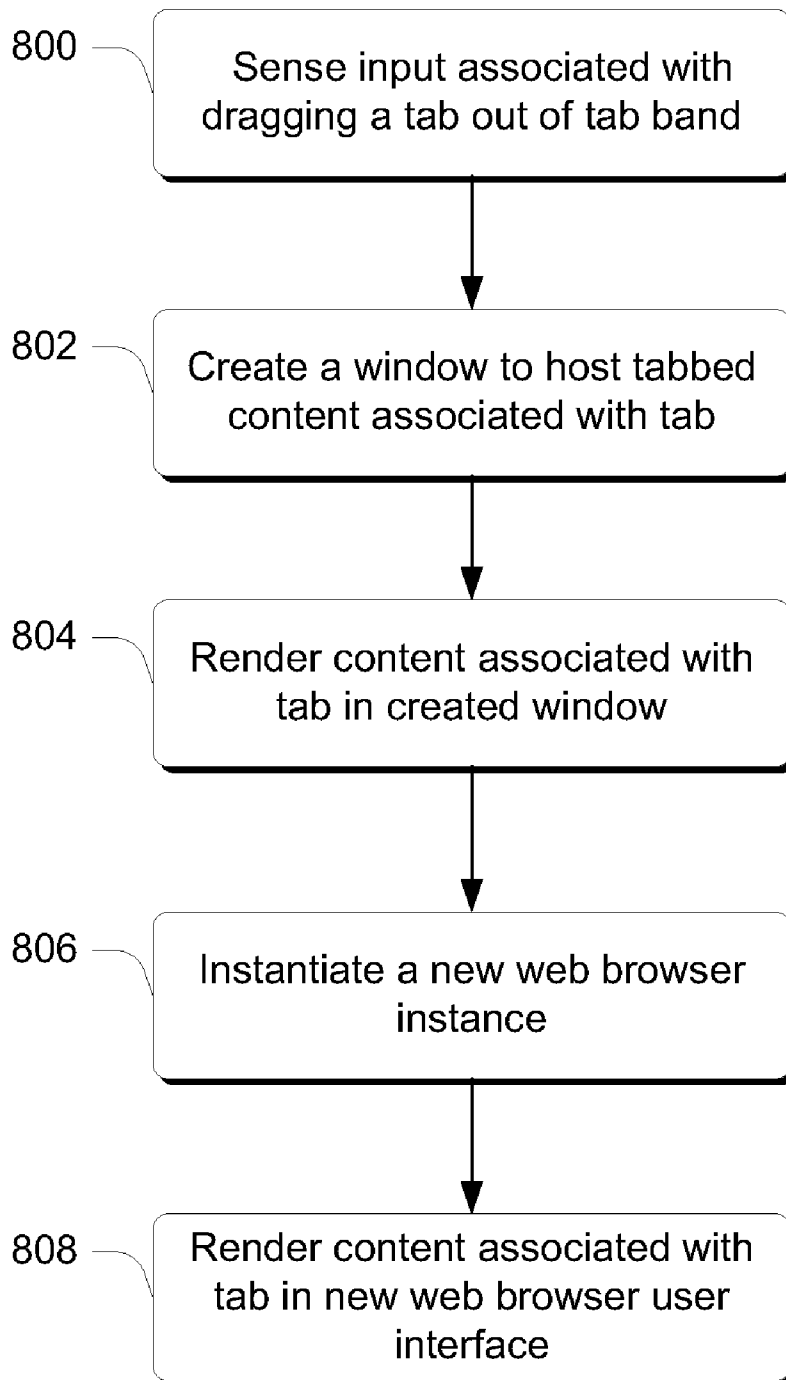 800
Sense input associated with
dragging a tab out of tab band
802
Create a window to host tabbed
content associated with tab
804
Render content associated with
tab in created window
806
Instantiate a new web browser
instance
808
Render content associated with
tab in new web browser user
interface